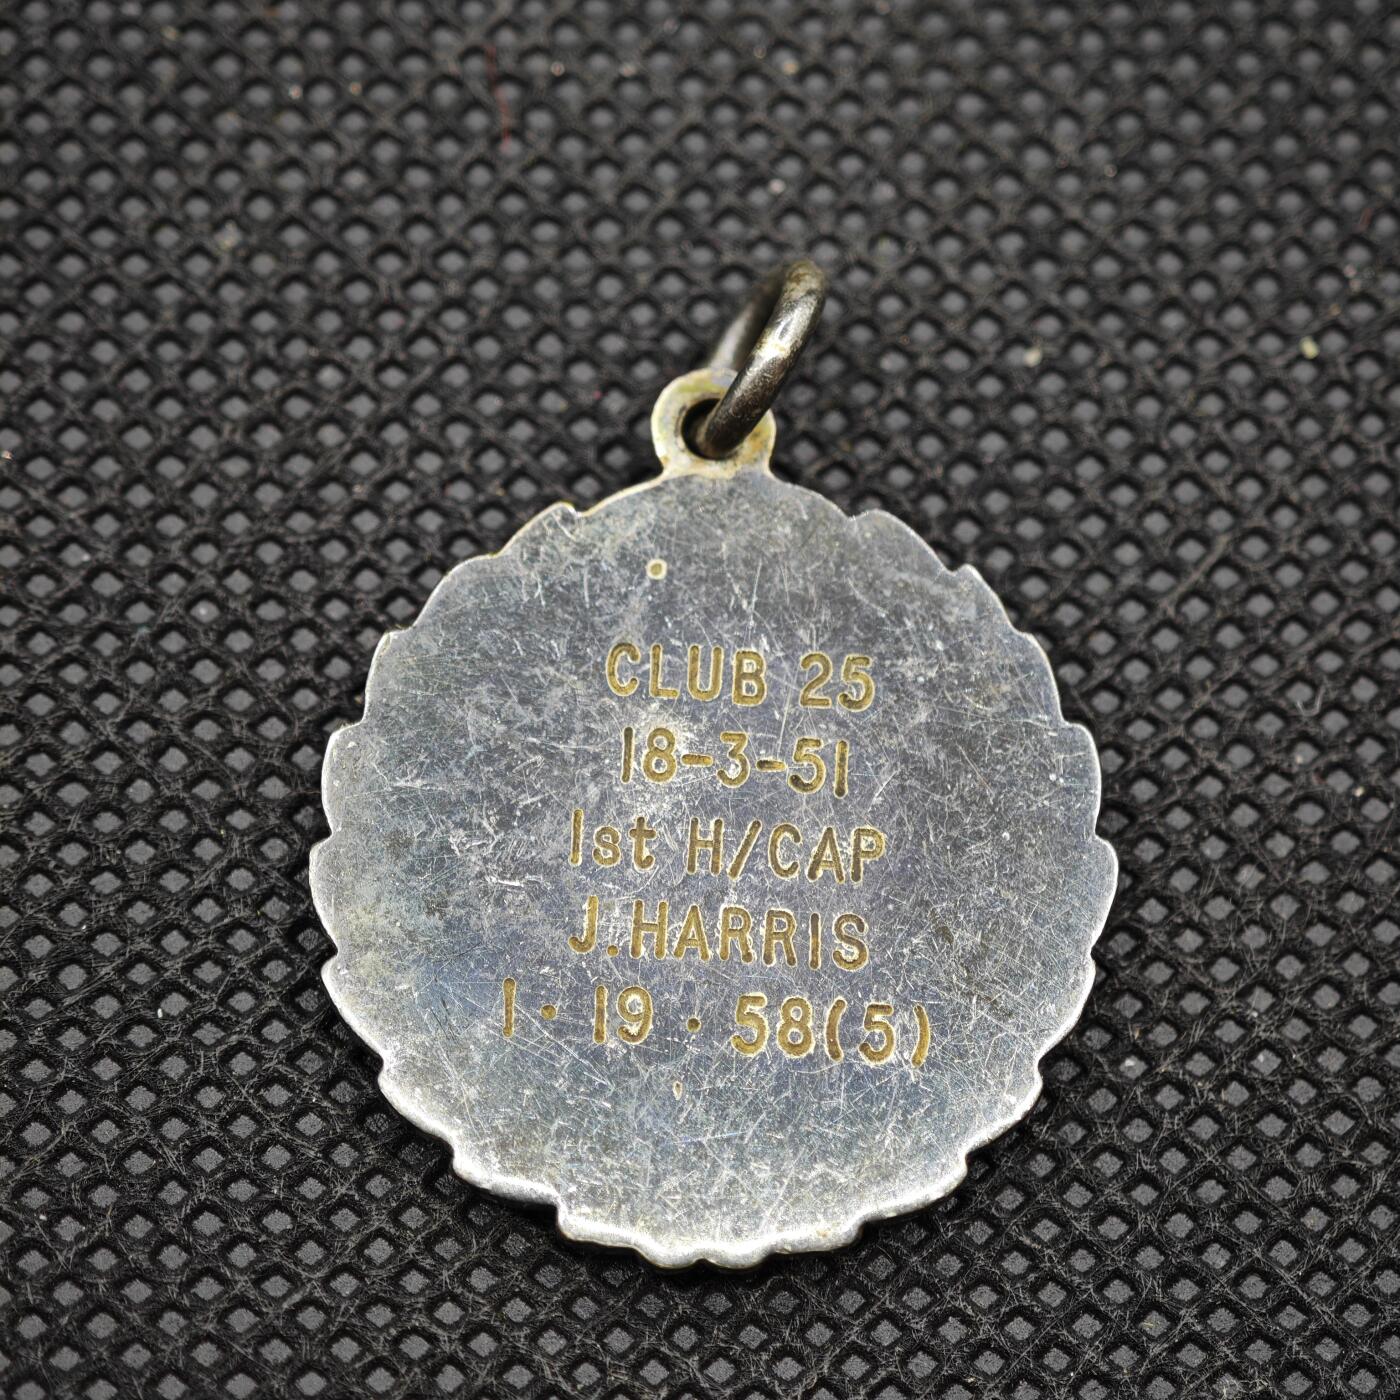 CLUB 25
18-3-51
1st H/CAP
J.HARRIS
1· 19 · 58(5)